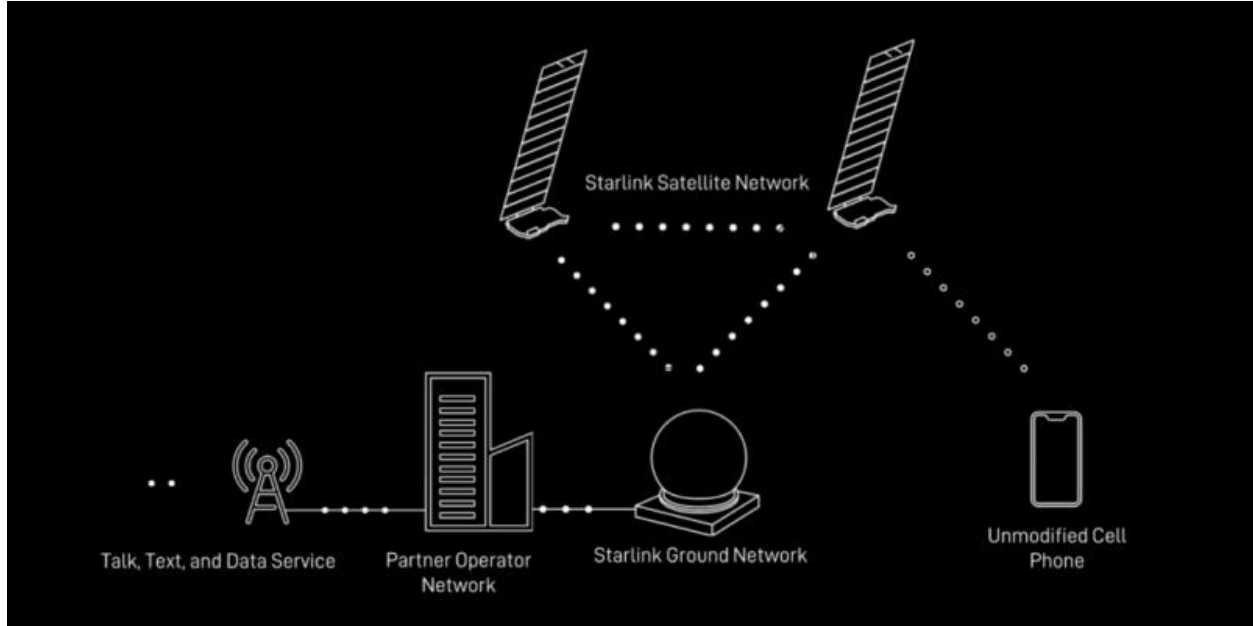 Starlink Satellite Network
Talk, Text, and Data Service
Partner Operator
Network
Starlink Ground Network
Unmodified Cell
Phone